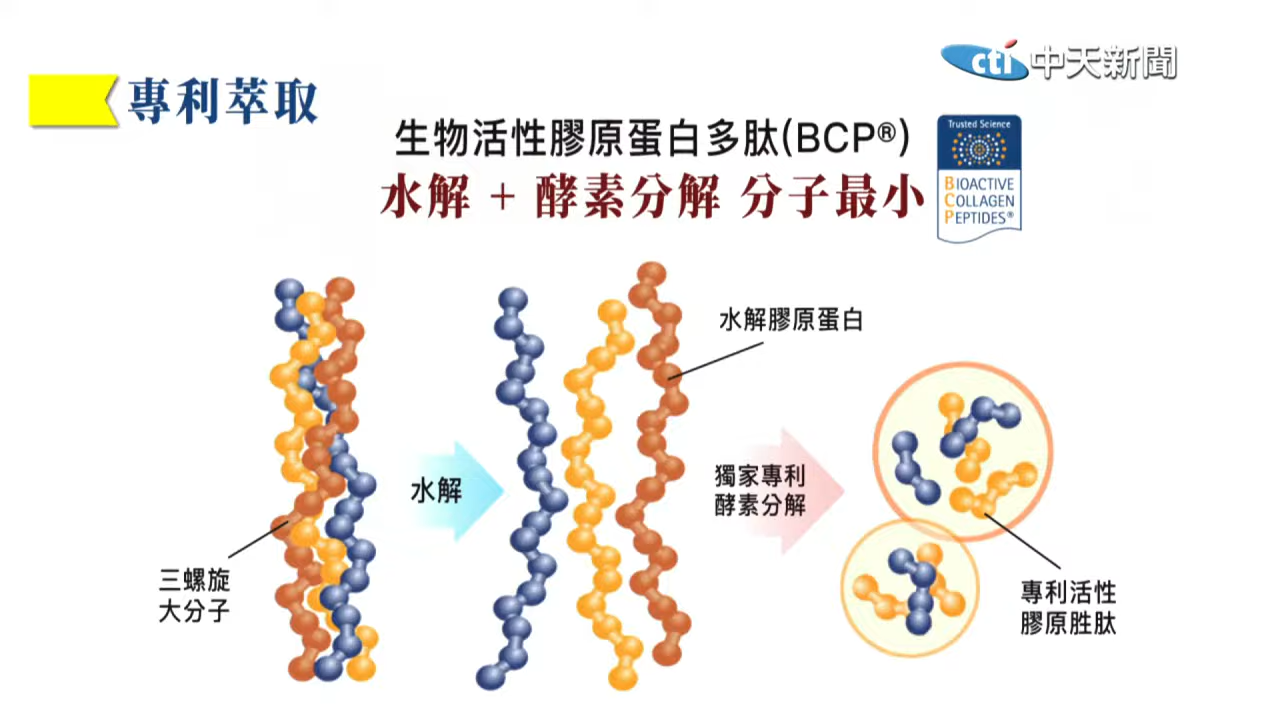 cti 中天新聞
專利萃取
生物活性膠原蛋白多肽(BCP®)
水解 + 酵素分解 分子最小
Trusted Science
BIOACTIVE
COLLAGEN
PEPTIDES®
水解膠原蛋白
水解
獨家專利
酵素分解
三螺旋
大分子
專利活性
膠原胜肽